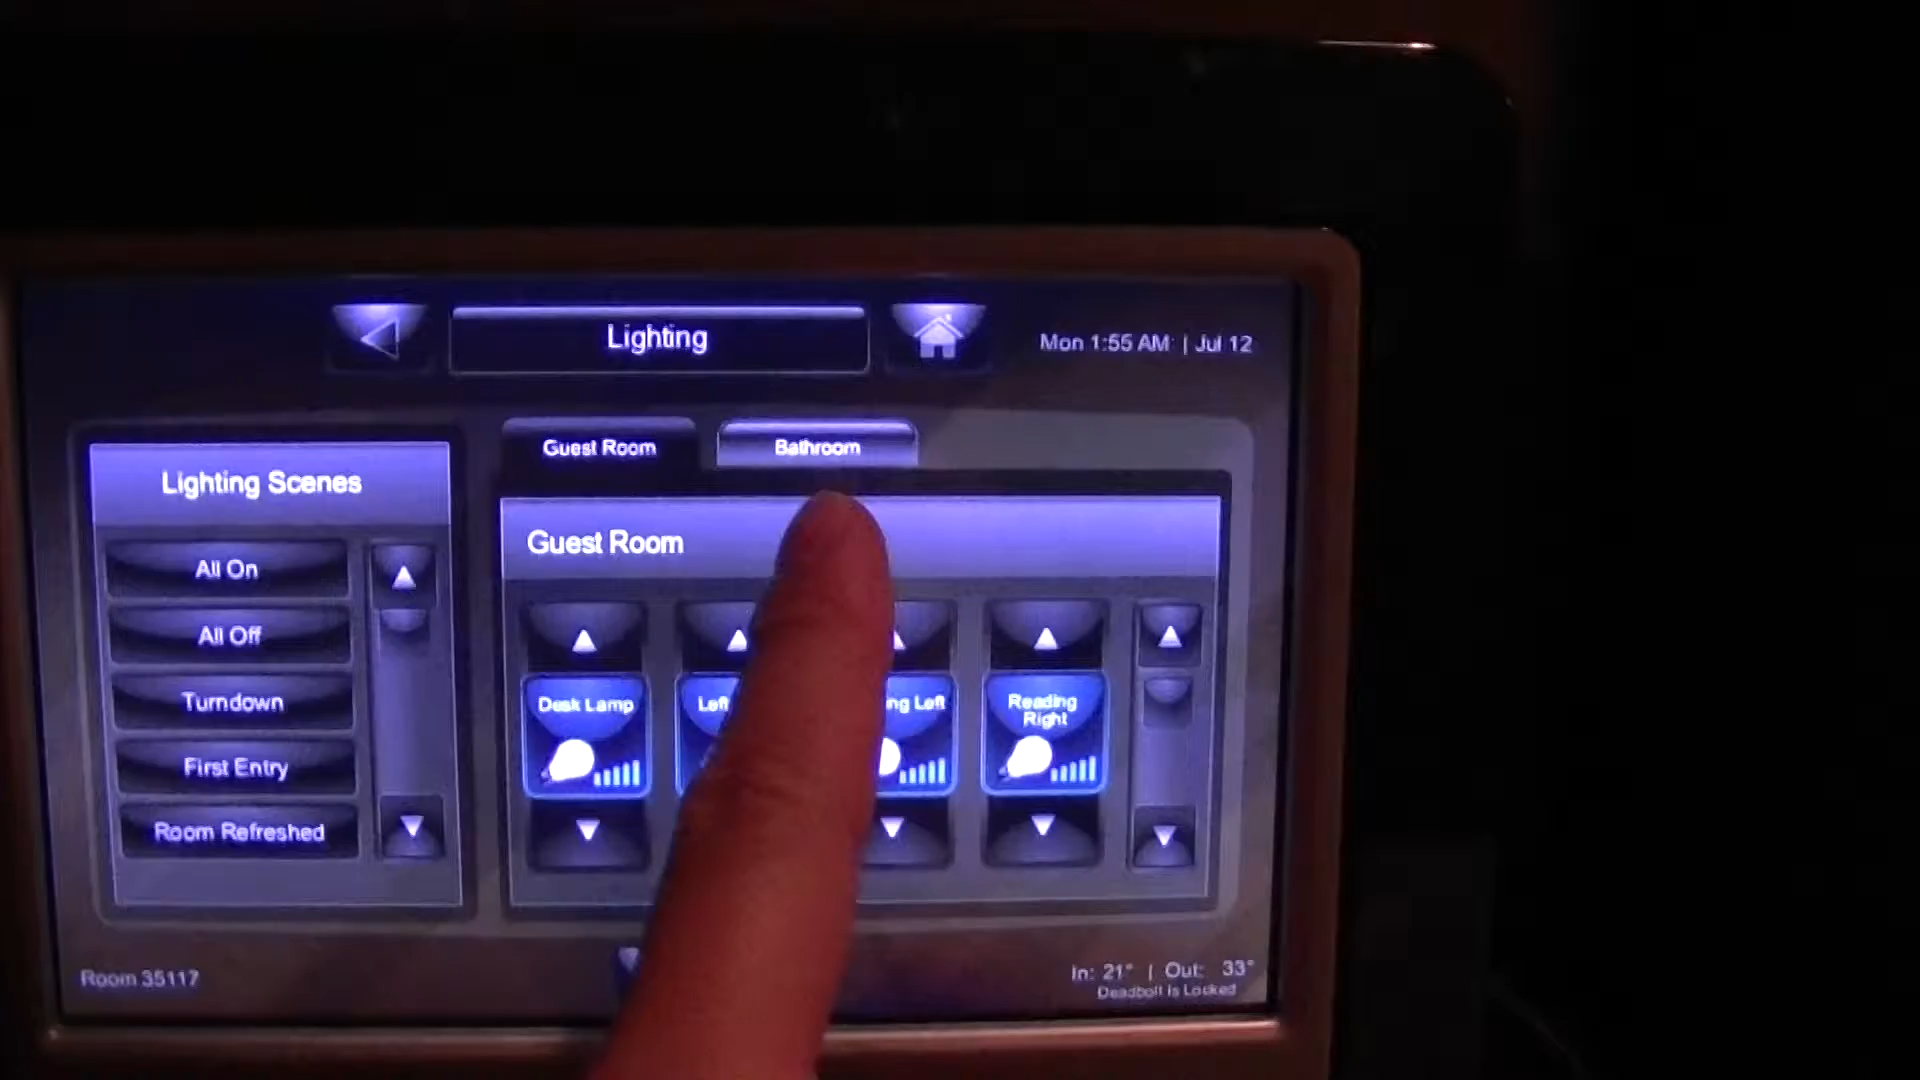 Lighting
Mon 1:55 AM | Jul 12
Guest Room
Bathroom
Lighting Scenes
All On
All Off
Turndown
First Entry
Room Refreshed
Guest Room
Desk Lamp
Left
Left
Reading
Right
Room 35117
In: 21° | Out: 33°
Deadbolt is Locked